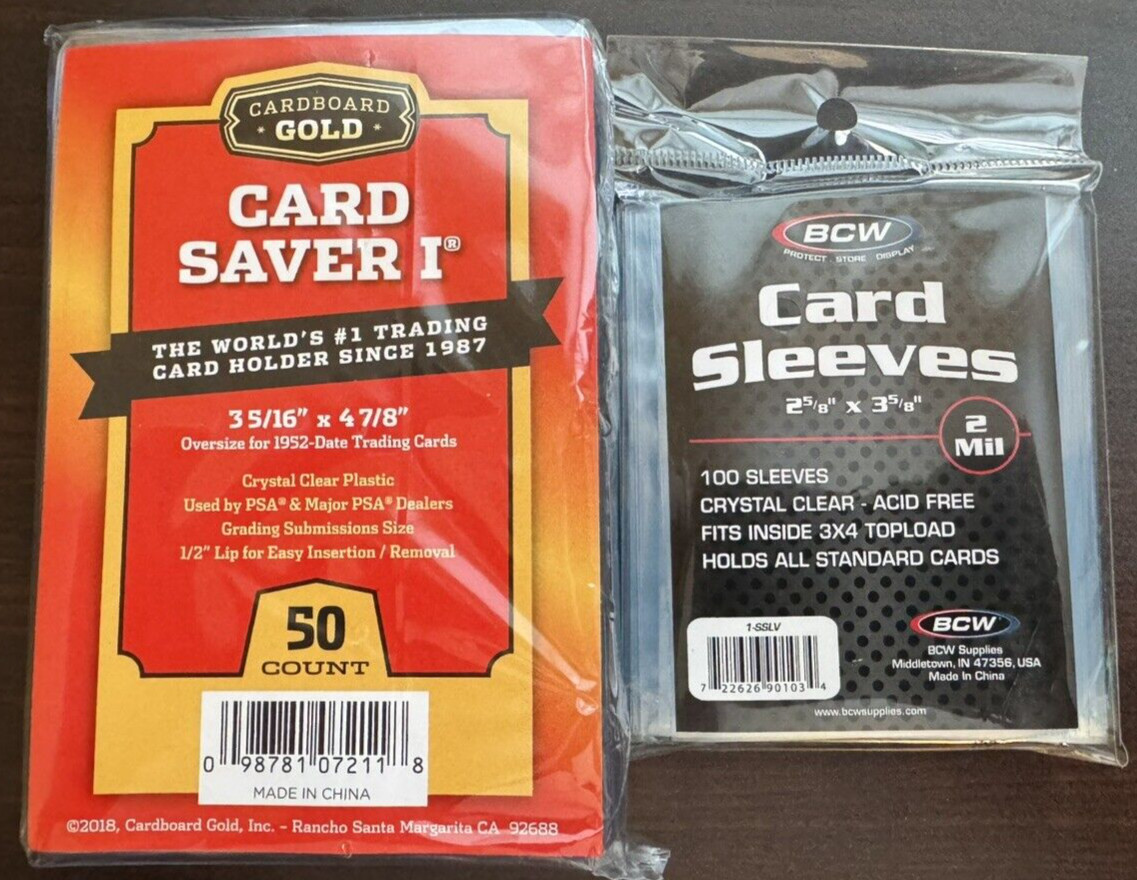 CARDBOARD
GOLD
CARD
SAVER I®
THE WORLD'S #1 TRADING
CARD HOLDER SINCE 1987
3 5/16" x 4 7/8"
Oversize for 1952-Date Trading Cards
Crystal Clear Plastic
Used by PSA® & Major PSA® Dealers
Grading Submissions Size
1/2" Lip for Easy Insertion / Removal
50
COUNT
0 98781 07211 8
MADE IN CHINA
©2018, Cardboard Gold, Inc. – Rancho Santa Margarita CA 92688
BCW
PROTECT . STORE DISPLAY
Card
Sleeves
2⁵/₈" x 3⁵/₈"
2
Mil
100 SLEEVES
CRYSTAL CLEAR - ACID FREE
FITS INSIDE 3X4 TOPLOAD
HOLDS ALL STANDARD CARDS
1-SSLV
7 22626 90103 4
BCW
BCW Supplies
Middletown, IN 47356, USA
Made In China
www.bcwsupplies.com